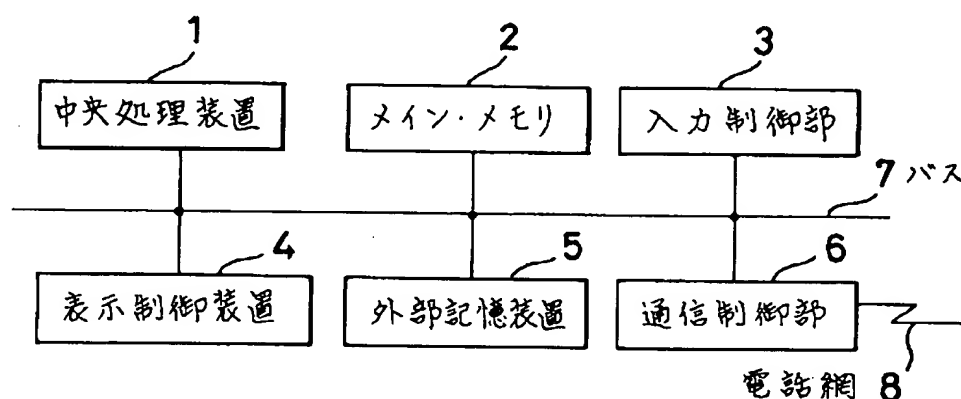 1 2 3
中央処理装置 メイン・メモリ 入力制御部
7 バス
4 5 6
表示制御装置 外部記憶装置 通信制御部
電話網 8